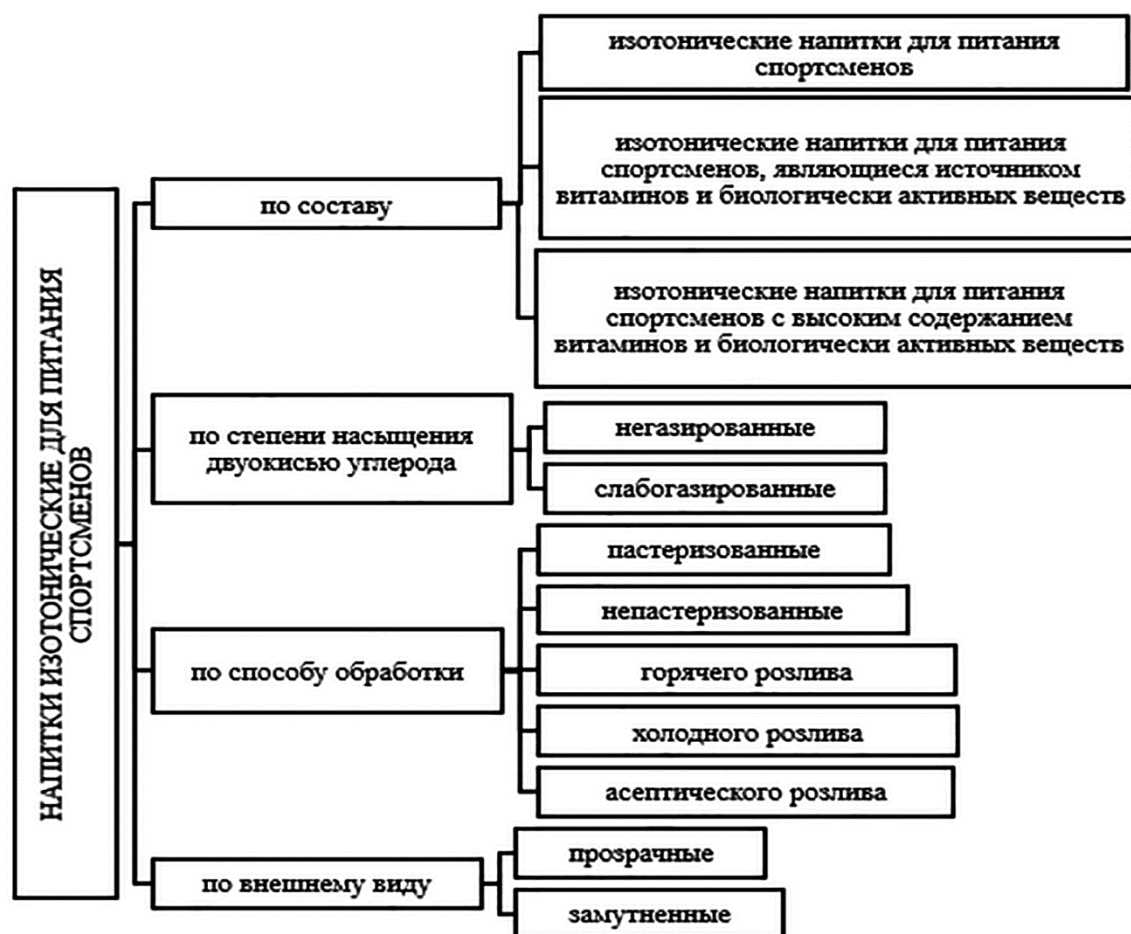 НАПИТКИ ИЗОТОНИЧЕСКИЕ ДЛЯ ПИТАНИЯ
СПОРТСМЕНОВ
по составу
изотонические напитки для питания
спортсменов
изотонические напитки для питания
спортсменов, являющиеся источником
витаминов и биологически активных веществ
изотонические напитки для питания
спортсменов с высоким содержанием
витаминов и биологически активных веществ
по степени насыщения
двуокисью углерода
негазированные
слабогазированные
по способу обработки
пастеризованные
непастеризованные
горячего розлива
холодного розлива
асептического розлива
по внешнему виду
прозрачные
замутненные